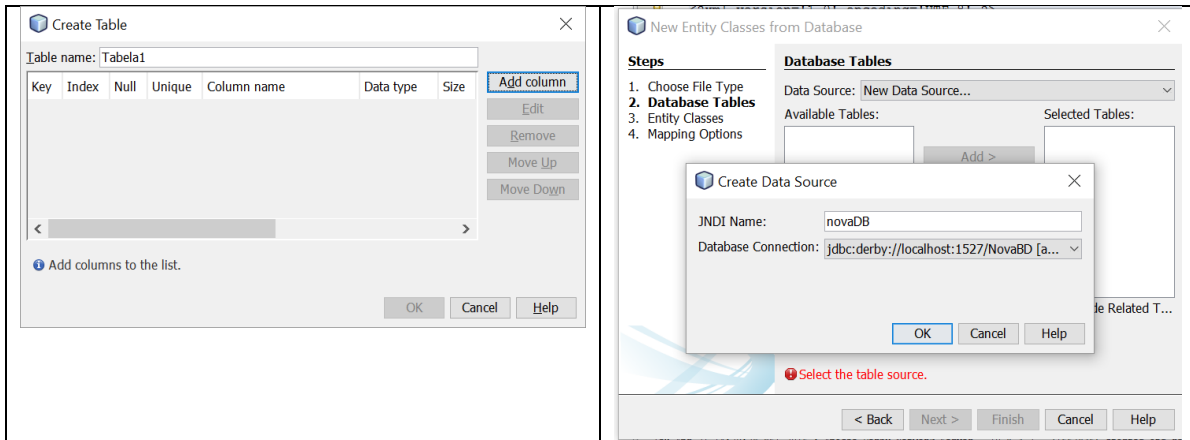 Create Table
Table name: Tabela1
Key Index Null Unique Column name Data type Size
Add column
Edit
Remove
Move Up
Move Down
Add columns to the list.
OK Cancel Help
New Entity Classes from Database
Steps
1. Choose File Type
2. Database Tables
3. Entity Classes
4. Mapping Options
Database Tables
Data Source: New Data Source...
Available Tables: Selected Tables:
Add >
Create Data Source
JNDI Name: novaDB
Database Connection: jdbc:derby://localhost:1527/NovaBD [a...
OK Cancel Help
Related T...
Select the table source.
< Back Next > Finish Cancel Help